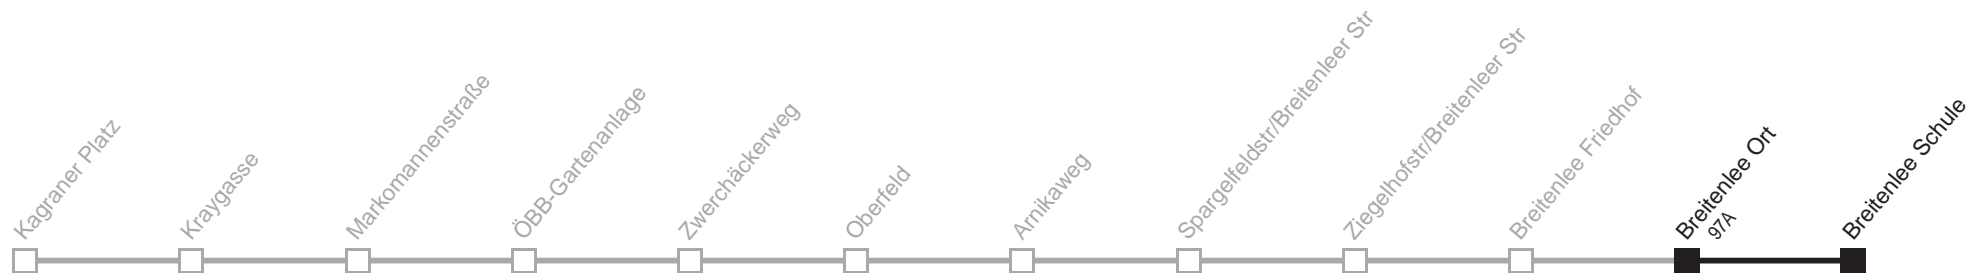 Kagraner Platz
Kraygasse
Markomannenstraße
ÖBB-Gartenanlage
Zwerchäckerweg
Oberfeld
Arnikaweg
Spargelfeldstr/Breitenleer Str
Ziegelhofstr/Breitenleer Str
Breitenlee Friedhof
Breitenlee Ort
97A
Breitenlee Schule